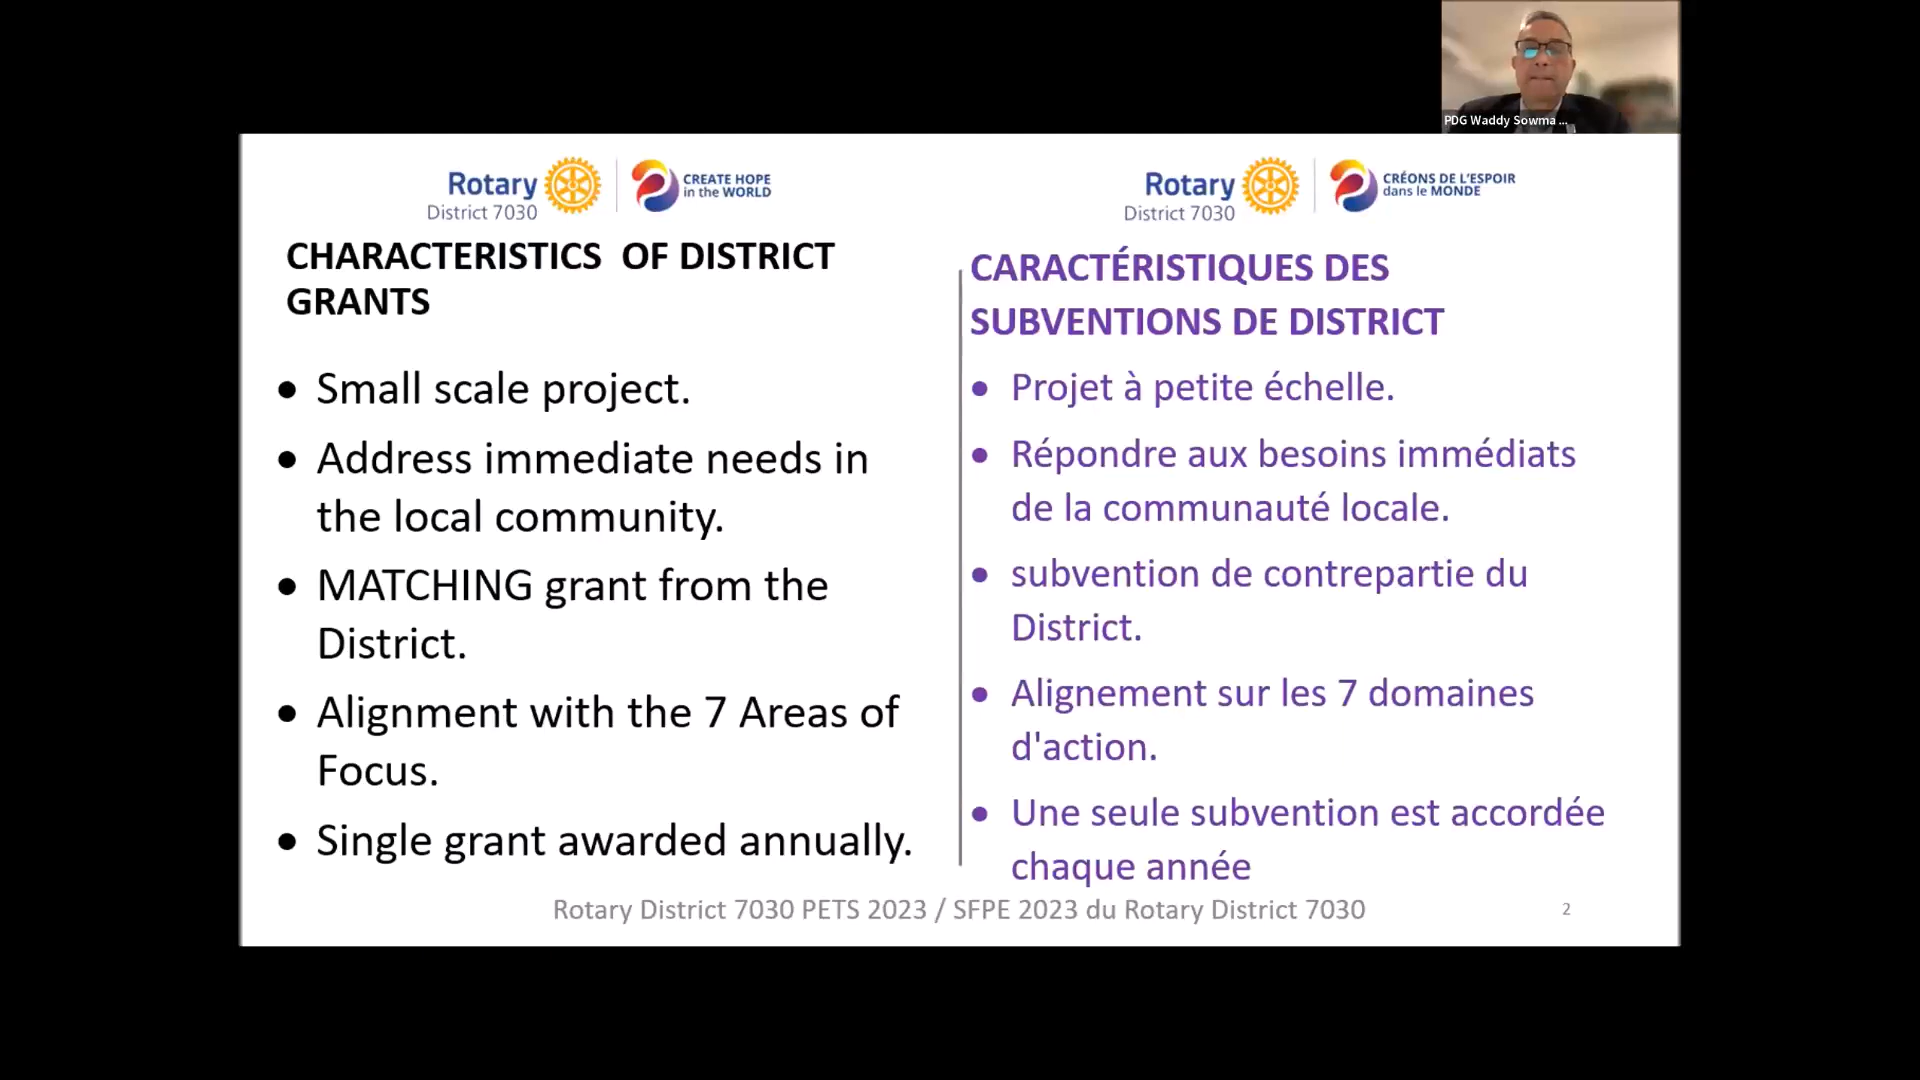 PDG Waddy Sowma ...
Rotary
District 7030
CREATE HOPE
in the WORLD
CHARACTERISTICS OF DISTRICT
GRANTS
• Small scale project.
• Address immediate needs in
the local community.
• MATCHING grant from the
District.
• Alignment with the 7 Areas of
Focus.
• Single grant awarded annually.
Rotary
District 7030
CRÉONS DE L'ESPOIR
dans le MONDE
CARACTÉRISTIQUES DES
SUBVENTIONS DE DISTRICT
• Projet à petite échelle.
• Répondre aux besoins immédiats
de la communauté locale.
• subvention de contrepartie du
District.
• Alignement sur les 7 domaines
d'action.
• Une seule subvention est accordée
chaque année
Rotary District 7030 PETS 2023 / SFPE 2023 du Rotary District 7030
2